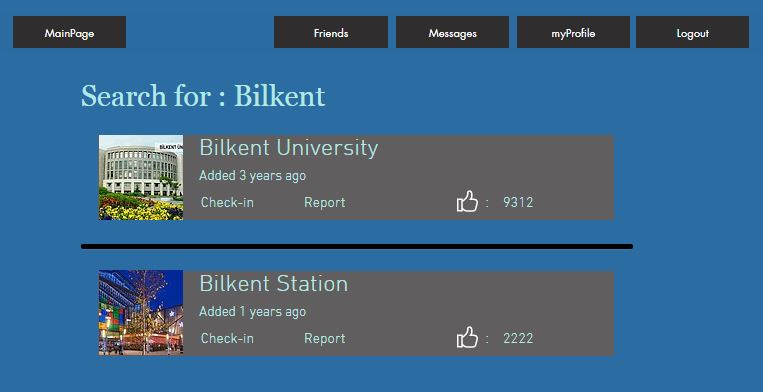 MainPage Friends Messages myProfile Logout
Search for : Bilkent
BILKENT ÜN
Bilkent University
Added 3 years ago
Check-in Report : 9312
Bilkent Station
Added 1 years ago
Check-in Report : 2222